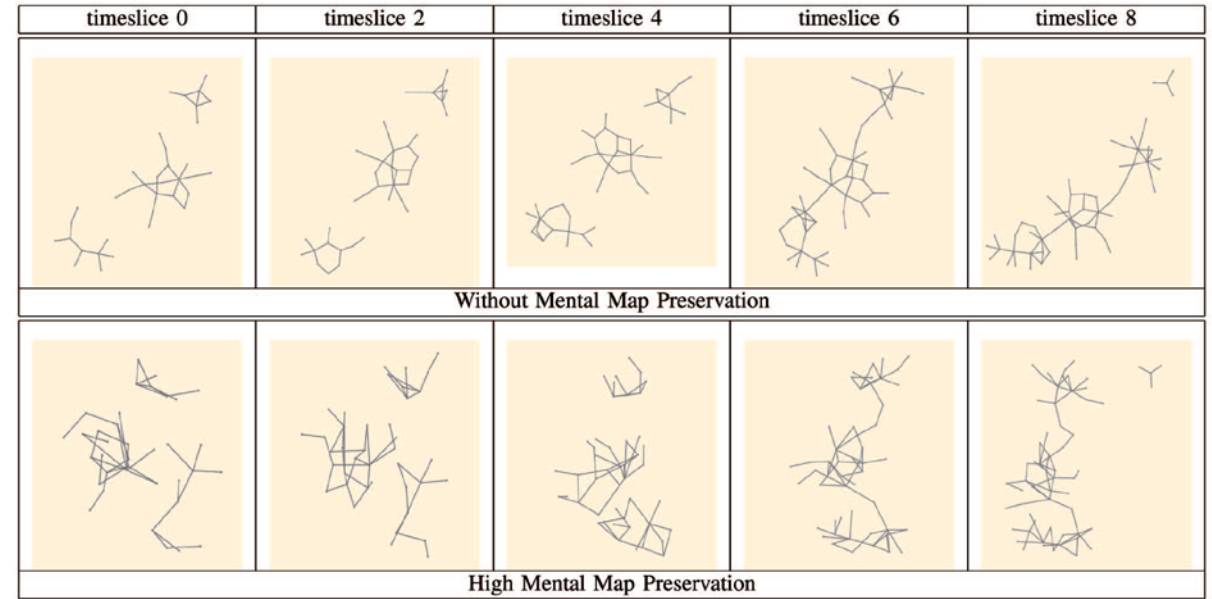 timeslice 0 timeslice 2 timeslice 4 timeslice 6 timeslice 8
Without Mental Map Preservation
High Mental Map Preservation